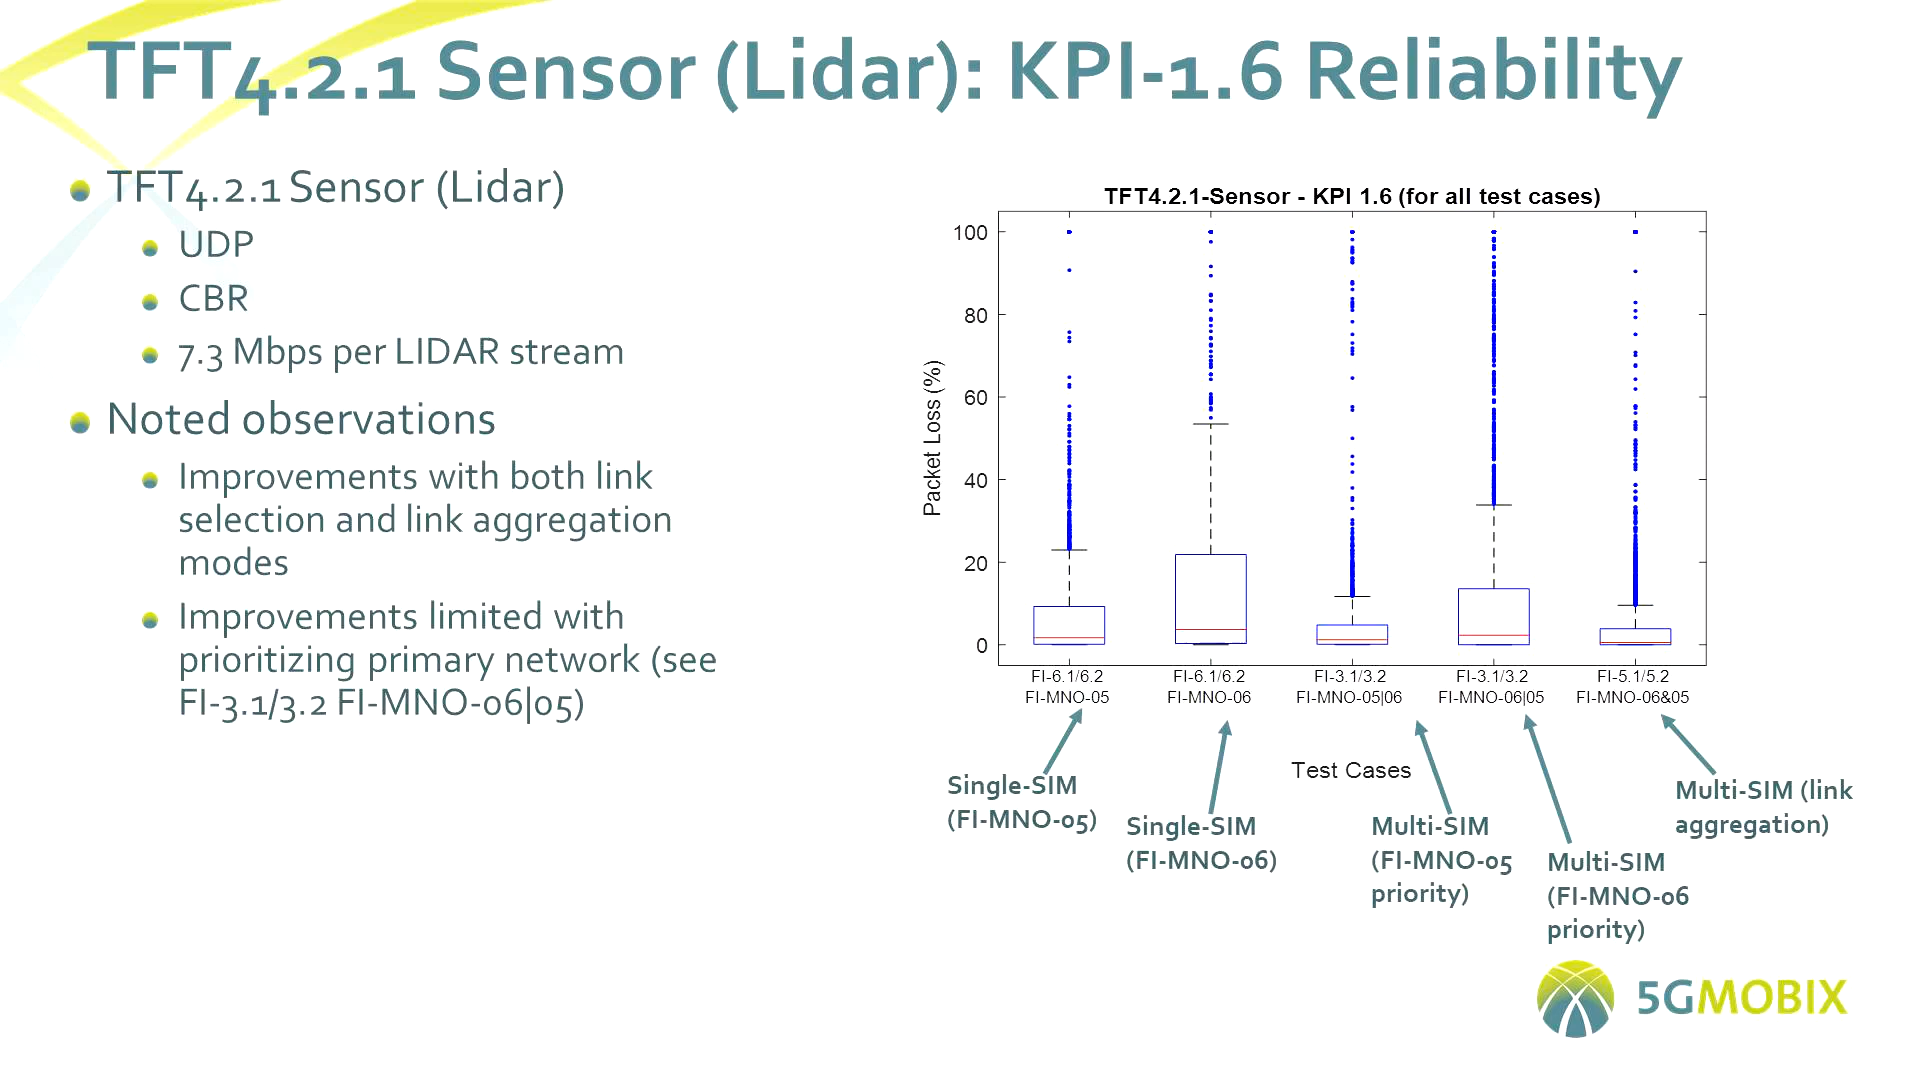 TFT4.2.1 Sensor (Lidar): KPI-1.6 Reliability
TFT4.2.1 Sensor (Lidar)
UDP
CBR
7.3 Mbps per LIDAR stream
Noted observations
Improvements with both link
selection and link aggregation
modes
Improvements limited with
prioritizing primary network (see
FI-3.1/3.2 FI-MNO-06|05)
TFT4.2.1-Sensor - KPI 1.6 (for all test cases)
Packet Loss (%)
100
80
60
40
20
0
FI-6.1/6.2 FI-6.1/6.2 FI-3.1/3.2 FI-3.1/3.2 FI-5.1/5.2
FI-MNO-05 FI-MNO-06 FI-MNO-05|06 FI-MNO-06|05 FI-MNO-06&05
Test Cases
Single-SIM
(FI-MNO-05)
Single-SIM
(FI-MNO-06)
Multi-SIM
(FI-MNO-05
priority)
Multi-SIM
(FI-MNO-06
priority)
Multi-SIM (link
aggregation)
5GMOBIX